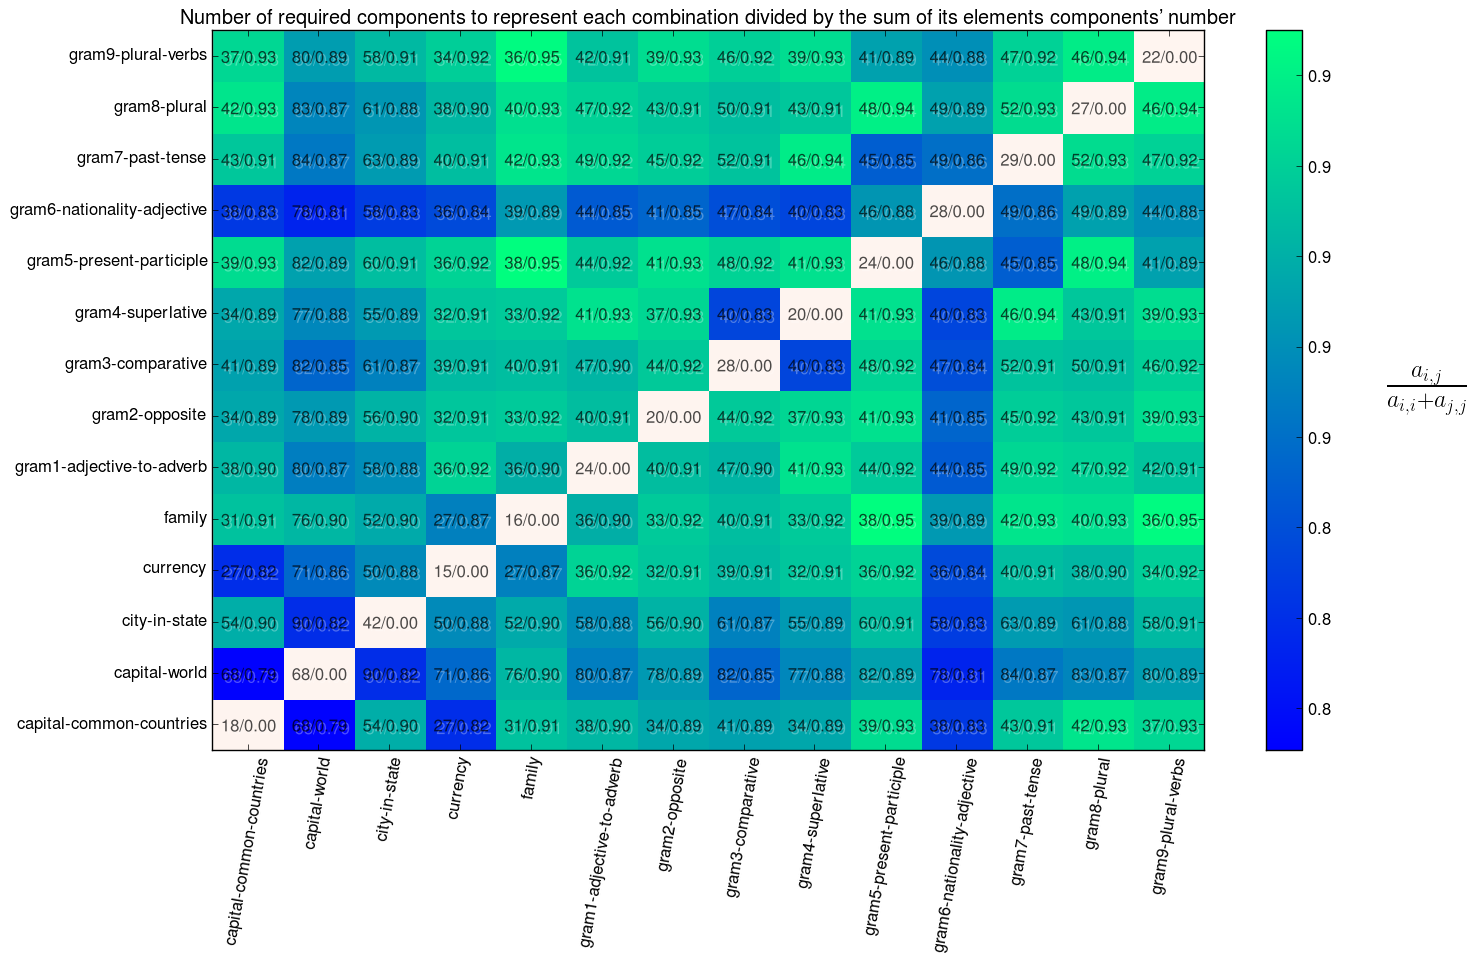 Number of required components to represent each combination divided by the sum of its elements components' number
gram9-plural-verbs 37/0.93 80/0.89 58/0.91 34/0.92 36/0.95 42/0.91 39/0.93 46/0.92 39/0.93 41/0.89 44/0.88 47/0.92 46/0.94 22/0.00
gram8-plural 42/0.93 83/0.87 61/0.88 38/0.90 40/0.93 47/0.92 43/0.91 50/0.91 43/0.91 48/0.94 49/0.89 52/0.93 27/0.00 46/0.94
gram7-past-tense 43/0.91 84/0.87 63/0.89 40/0.91 42/0.93 49/0.92 45/0.92 52/0.91 46/0.94 45/0.85 49/0.86 29/0.00 52/0.93 47/0.92
gram6-nationality-adjective 38/0.83 78/0.81 58/0.83 36/0.84 39/0.89 44/0.85 41/0.85 47/0.84 40/0.83 46/0.88 28/0.00 49/0.86 49/0.89 44/0.88
gram5-present-participle 39/0.93 82/0.89 60/0.91 36/0.92 38/0.95 44/0.92 41/0.93 48/0.92 41/0.93 24/0.00 46/0.88 45/0.85 48/0.94 41/0.89
gram4-superlative 34/0.89 77/0.88 55/0.89 32/0.91 33/0.92 41/0.93 37/0.93 40/0.83 20/0.00 41/0.93 40/0.83 46/0.94 43/0.91 39/0.93
gram3-comparative 41/0.89 82/0.85 61/0.87 39/0.91 40/0.91 47/0.90 44/0.92 28/0.00 40/0.83 48/0.92 47/0.84 52/0.91 50/0.91 46/0.92
gram2-opposite 34/0.89 78/0.89 56/0.90 32/0.91 33/0.92 40/0.91 20/0.00 44/0.92 37/0.93 41/0.93 41/0.85 45/0.92 43/0.91 39/0.93
gram1-adjective-to-adverb 38/0.90 80/0.87 58/0.88 36/0.92 36/0.90 24/0.00 40/0.91 47/0.90 41/0.93 44/0.92 44/0.85 49/0.92 47/0.92 42/0.91
family 31/0.91 76/0.90 52/0.90 27/0.87 16/0.00 36/0.90 33/0.92 40/0.91 33/0.92 38/0.95 39/0.89 42/0.93 40/0.93 36/0.95
currency 27/0.82 71/0.86 50/0.88 15/0.00 27/0.87 36/0.92 32/0.91 39/0.91 32/0.91 36/0.92 36/0.84 40/0.91 38/0.90 34/0.92
city-in-state 54/0.90 90/0.82 42/0.00 50/0.88 52/0.90 58/0.88 56/0.90 61/0.87 55/0.89 60/0.91 58/0.83 63/0.89 61/0.88 58/0.91
capital-world 68/0.79 68/0.00 90/0.82 71/0.86 76/0.90 80/0.87 78/0.89 82/0.85 77/0.88 82/0.89 78/0.81 84/0.87 83/0.87 80/0.89
capital-common-countries 18/0.00 68/0.79 54/0.90 27/0.82 31/0.91 38/0.90 34/0.89 41/0.89 34/0.89 39/0.93 38/0.83 43/0.91 42/0.93 37/0.93
capital-common-countries
capital-world
city-in-state
currency
family
gram1-adjective-to-adverb
gram2-opposite
gram3-comparative
gram4-superlative
gram5-present-participle
gram6-nationality-adjective
gram7-past-tense
gram8-plural
gram9-plural-verbs
0.9
0.9
0.9
0.9
0.9
0.8
0.8
0.8
a_{i,j}
a_{i,i}+a_{j,j}